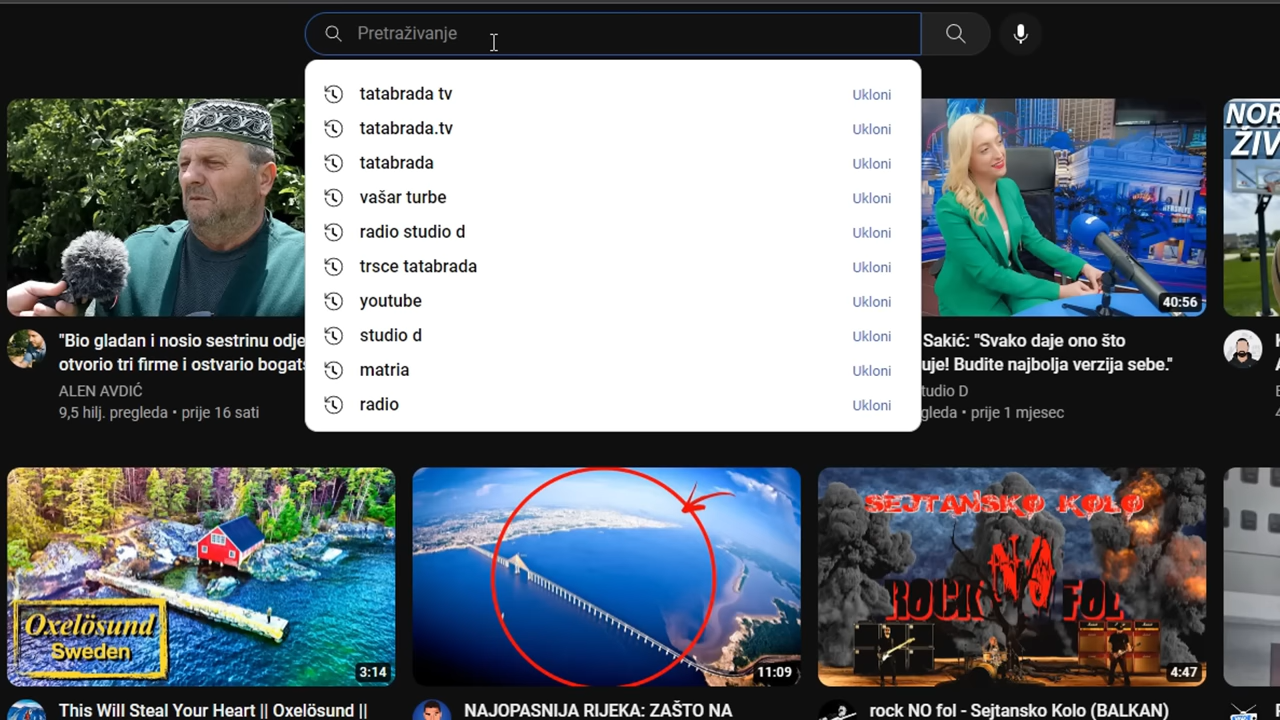 Pretraživanje
tatabrada tv Ukloni
tatabrada.tv Ukloni
tatabrada Ukloni
vašar turbe Ukloni
radio studio d Ukloni
trsce tatabrada Ukloni
youtube Ukloni
studio d Ukloni
matria Ukloni
radio Ukloni
"Bio gladan i nosio sestrinu odje
otvorio tri firme i ostvario bogats
ALEN AVDIĆ
9,5 hilj. pregleda • prije 16 sati
40:56
Sakić: "Svako daje ono što
uje! Budite najbolja verzija sebe."
tudio D
gleda • prije 1 mjesec
NOR
ŽIV
Oxelösund
Sweden
3:14
11:09
SEJTANSKO KOLO
ROCK NO FOL
4:47
This Will Steal Your Heart || Oxelösund ||
NAJOPASNIJA RIJEKA: ZAŠTO NA
rock NO fol - Sejtansko Kolo (BALKAN)